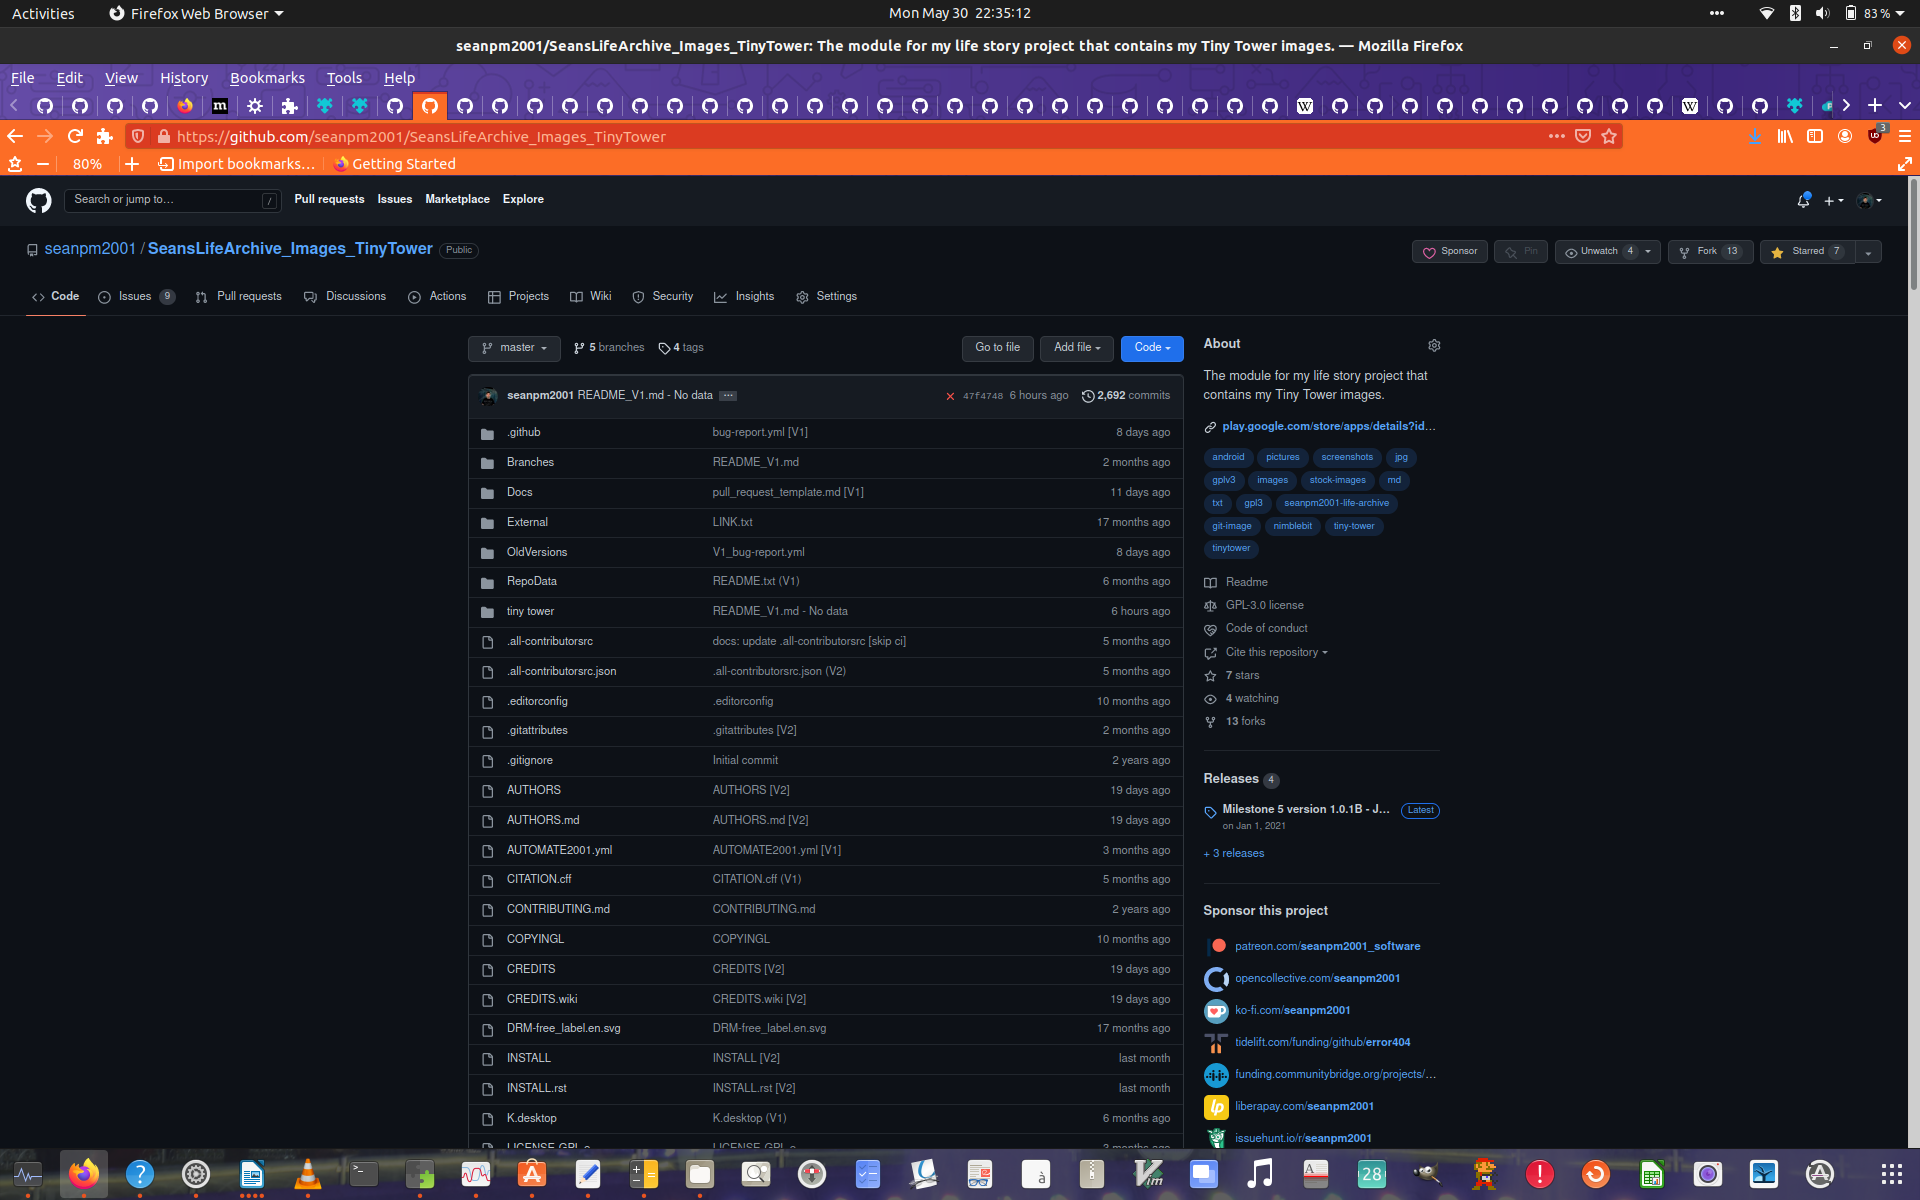 Activities
Firefox Web Browser
Mon May 30 22:35:12
83 %
seanpm2001/SeansLifeArchive_Images_TinyTower: The module for my life story project that contains my Tiny Tower images. — Mozilla Firefox
File Edit View History Bookmarks Tools Help
https://github.com/seanpm2001/SeansLifeArchive_Images_TinyTower
3
80%
Import bookmarks…
Getting Started
Search or jump to…
/
Pull requests Issues Marketplace Explore
seanpm2001 / SeansLifeArchive_Images_TinyTower
Public
Sponsor
Pin
Unwatch 4
Fork 13
Starred 7
Code
Issues 9
Pull requests
Discussions
Actions
Projects
Wiki
Security
Insights
Settings
master
5 branches
4 tags
Go to file
Add file
Code
seanpm2001 README_V1.md - No data
47f4748 6 hours ago
2,692 commits
.github bug-report.yml [V1] 8 days ago
Branches README_V1.md 2 months ago
Docs pull_request_template.md [V1] 11 days ago
External LINK.txt 17 months ago
OldVersions V1_bug-report.yml 8 days ago
RepoData README.txt (V1) 6 months ago
tiny tower README_V1.md - No data 6 hours ago
.all-contributorsrc docs: update .all-contributorsrc [skip ci] 5 months ago
.all-contributorsrc.json .all-contributorsrc.json (V2) 5 months ago
.editorconfig .editorconfig 10 months ago
.gitattributes .gitattributes [V2] 2 months ago
.gitignore Initial commit 2 years ago
AUTHORS AUTHORS [V2] 19 days ago
AUTHORS.md AUTHORS.md [V2] 19 days ago
AUTOMATE2001.yml AUTOMATE2001.yml [V1] 3 months ago
CITATION.cff CITATION.cff (V1) 5 months ago
CONTRIBUTING.md CONTRIBUTING.md 2 years ago
COPYINGL COPYINGL 10 months ago
CREDITS CREDITS [V2] 19 days ago
CREDITS.wiki CREDITS.wiki [V2] 19 days ago
DRM-free_label.en.svg DRM-free_label.en.svg 17 months ago
INSTALL INSTALL [V2] last month
INSTALL.rst INSTALL.rst [V2] last month
K.desktop K.desktop (V1) 6 months ago
About
The module for my life story project that
contains my Tiny Tower images.
play.google.com/store/apps/details?id...
android pictures screenshots jpg
gplv3 images stock-images md
txt gpl3 seanpm2001-life-archive
git-image nimblebit tiny-tower
tinytower
Readme
GPL-3.0 license
Code of conduct
Cite this repository
7 stars
4 watching
13 forks
Releases 4
Milestone 5 version 1.0.1B - J... Latest
on Jan 1, 2021
+ 3 releases
Sponsor this project
patreon.com/seanpm2001_software
opencollective.com/seanpm2001
ko-fi.com/seanpm2001
tidelift.com/funding/github/error404
funding.communitybridge.org/projects/...
liberapay.com/seanpm2001
issuehunt.io/r/seanpm2001
28